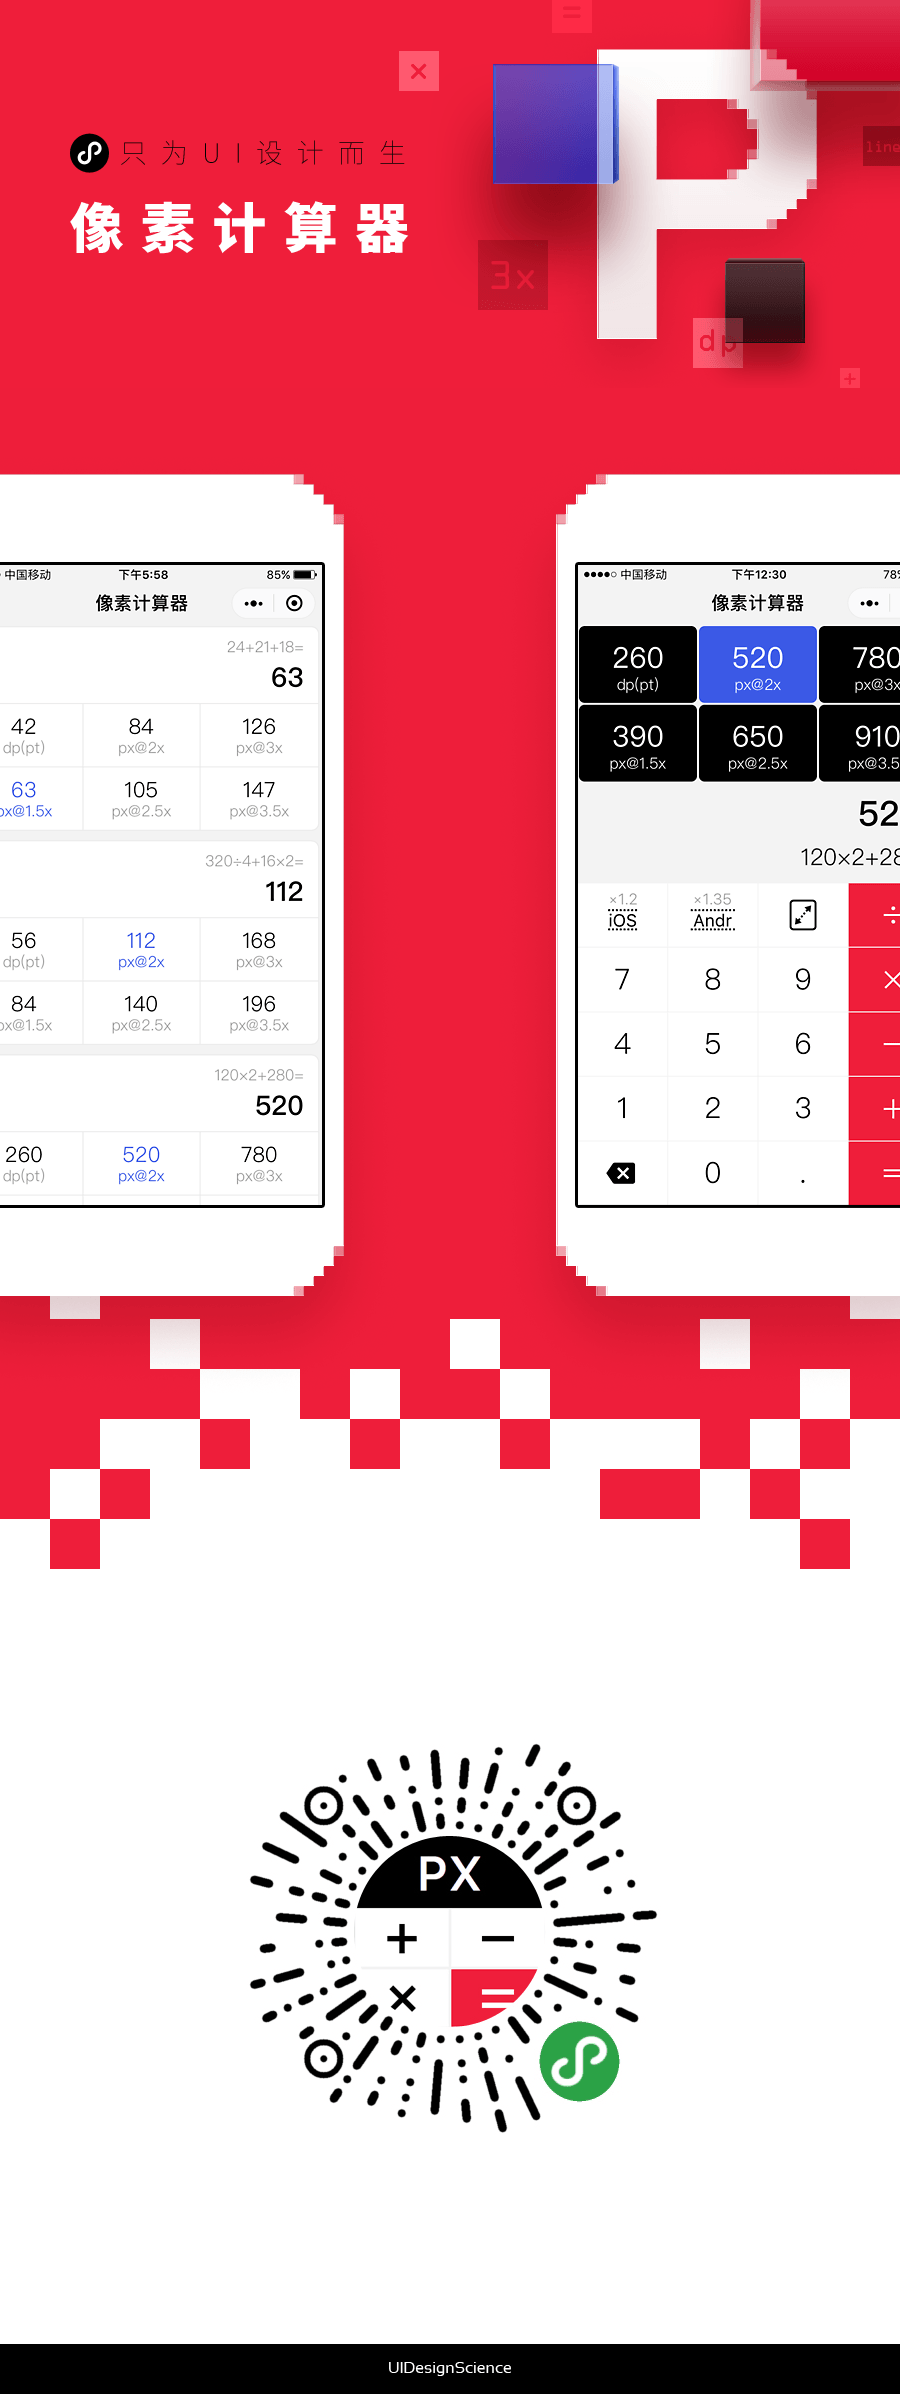 =
×
只为UI设计而生
像素计算器
P
line
3x
dp
+
中国移动 下午5:58 85%
像素计算器
24+21+18=
63
42 84 126
dp(pt) px@2x px@3x
63 105 147
px@1.5x px@2.5x px@3.5x
320÷4+16×2=
112
56 112 168
dp(pt) px@2x px@3x
84 140 196
px@1.5x px@2.5x px@3.5x
120×2+280=
520
260 520 780
dp(pt) px@2x px@3x
中国移动 下午12:30 78%
像素计算器
260 520 780
dp(pt) px@2x px@3x
390 650 910
px@1.5x px@2.5x px@3.5
52
120×2+28
×1.2 ×1.35
iOS Andr ÷
7 8 9 ×
4 5 6 −
1 2 3 +
0 . =
PX
+ −
× =
UIDesignScience